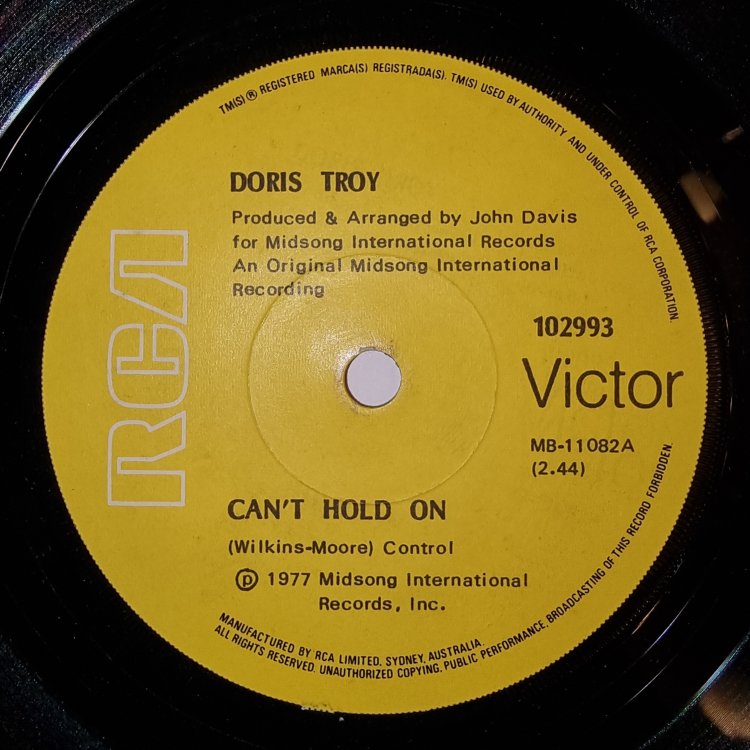 TM(S) ® REGISTERED MARCA(S) REGISTRADA(S). TM(S) USED BY AUTHORITY AND UNDER CONTROL OF RCA CORPORATION.
DORIS TROY
Produced & Arranged by John Davis
for Midsong International Records
An Original Midsong International
Recording
RCA
102993
Victor
MB-11082A
(2.44)
CAN'T HOLD ON
(Wilkins-Moore) Control
℗ 1977 Midsong International
Records, Inc.
MANUFACTURED BY RCA LIMITED, SYDNEY, AUSTRALIA.
ALL RIGHTS RESERVED. UNAUTHORIZED COPYING, PUBLIC PERFORMANCE, BROADCASTING OF THIS RECORD FORBIDDEN.